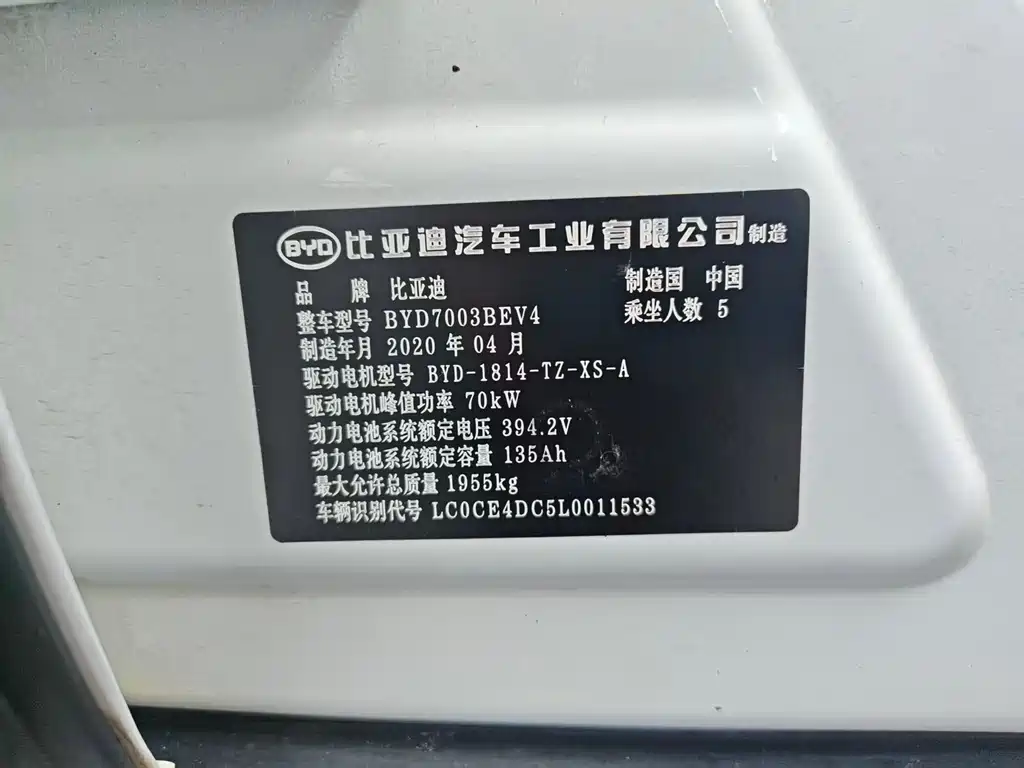 BYD 比亚迪汽车工业有限公司制造
品 牌 比亚迪 制造国 中国
整车型号 BYD7003BEV4 乘坐人数 5
制造年月 2020 年 04 月
驱动电机型号 BYD-1814-TZ-XS-A
驱动电机峰值功率 70kW
动力电池系统额定电压 394.2V
动力电池系统额定容量 135Ah
最大允许总质量 1955kg
车辆识别代号 LC0CE4DC5L0011533